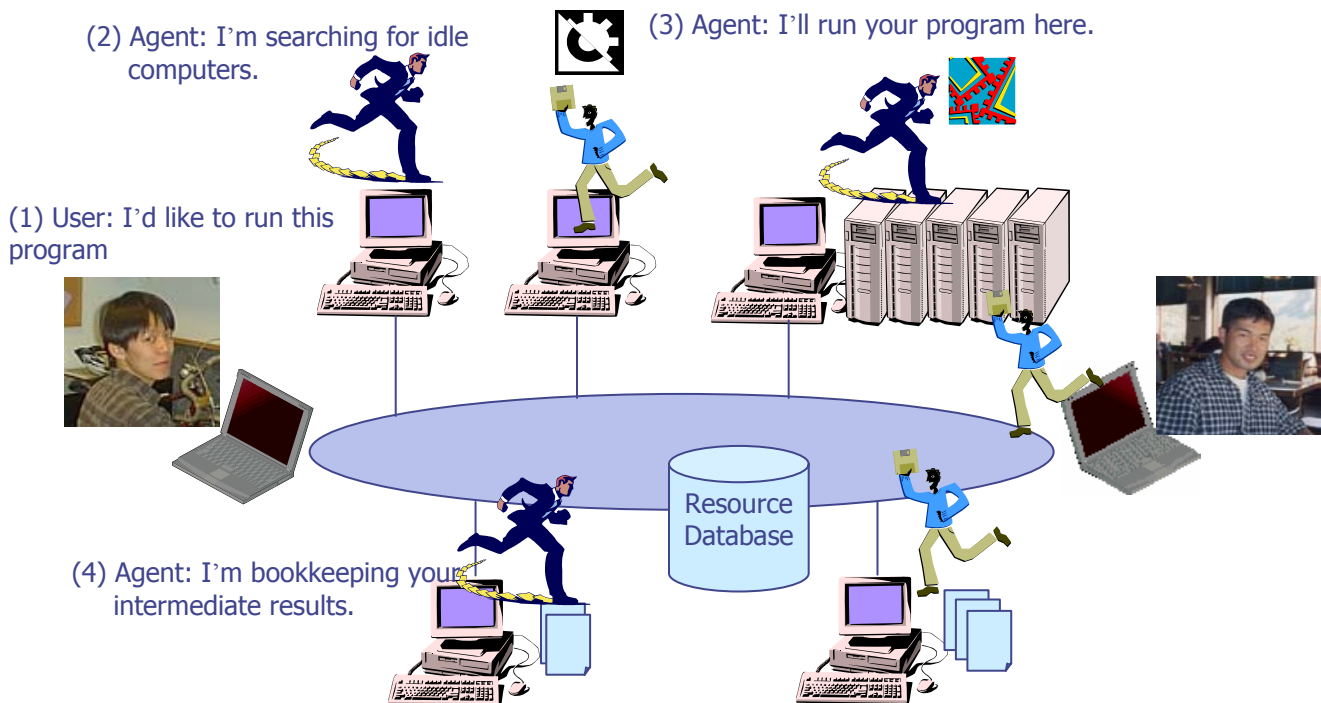 (2) Agent: I’m searching for idle
computers.
(3) Agent: I’ll run your program here.
(1) User: I’d like to run this
program
Resource
Database
(4) Agent: I’m bookkeeping your
intermediate results.